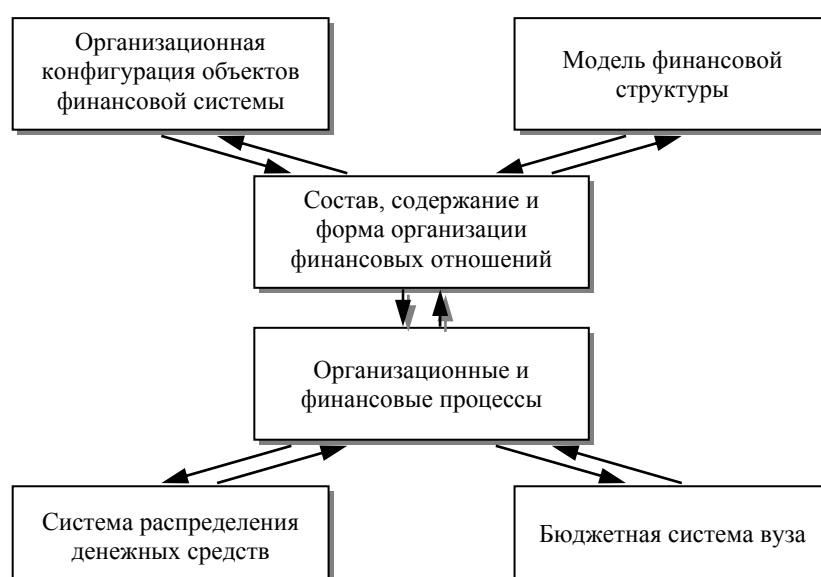 Организационная
конфигурация объектов
финансовой системы
Модель финансовой
структуры
Состав, содержание и
форма организации
финансовых отношений
Организационные и
финансовые процессы
Система распределения
денежных средств
Бюджетная система вуза